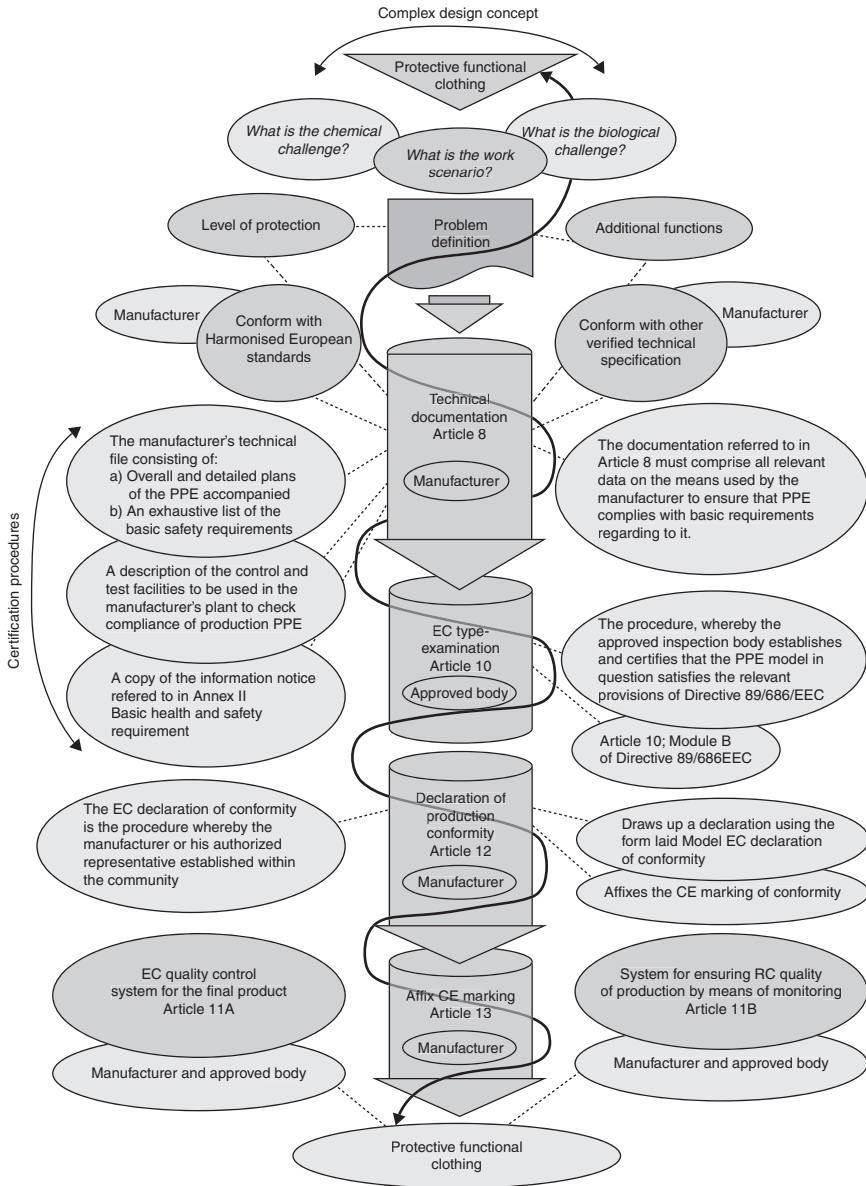 Complex design concept
Protective functional
clothing
What is the chemical
challenge?
What is the work
scenario?
What is the biological
challenge?
Level of protection
Problem
definition
Additional functions
Manufacturer
Conform with
Harmonised European
standards
Conform with other
verified technical
specification
Manufacturer
Certification procedures
The manufacturer's technical
file consisting of:
a) Overall and detailed plans
of the PPE accompanied
b) An exhaustive list of the
basic safety requirements
Technical
documentation
Article 8
Manufacturer
The documentation referred to in
Article 8 must comprise all relevant
data on the means used by the
manufacturer to ensure that PPE
complies with basic requirements
regarding to it.
A description of the control and
test facilities to be used in the
manufacturer's plant to check
compliance of production PPE
A copy of the information notice
refered to in Annex II
Basic health and safety
requirement
EC type-
examination
Article 10
Approved body
The procedure, whereby the
approved inspection body establishes
and certifies that the PPE model in
question satisfies the relevant
provisions of Directive 89/686/EEC
Article 10; Module B
of Directive 89/686EEC
The EC declaration of conformity
is the procedure whereby the
manufacturer or his authorized
representative established within
the community
Declaration of
production
conformity
Article 12
Manufacturer
Draws up a declaration using the
form laid Model EC declaration
of conformity
Affixes the CE marking of conformity
EC quality control
system for the final product
Article 11A
Manufacturer and approved body
Affix CE marking
Article 13
Manufacturer
System for ensuring RC quality
of production by means of monitoring
Article 11B
Manufacturer and approved body
Protective functional
clothing